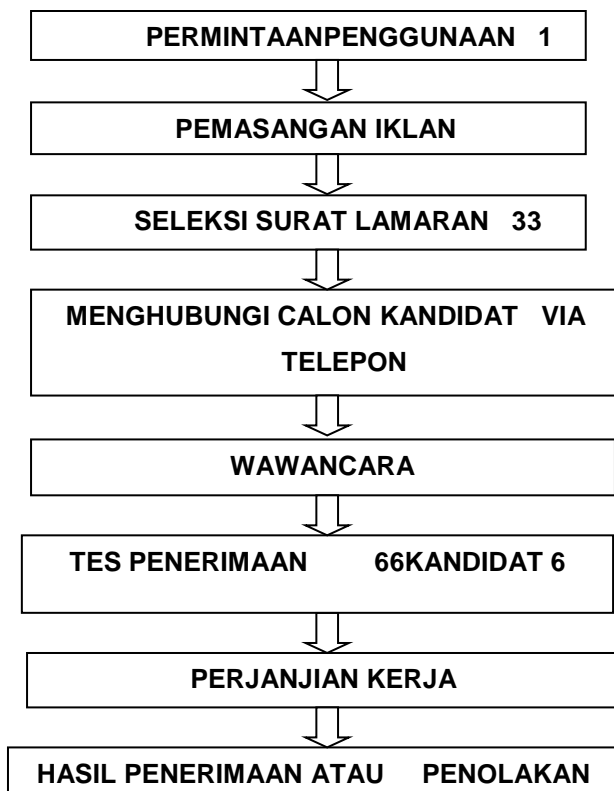 PERMINTAANPENGGUNAAN 1
PEMASANGAN IKLAN
SELEKSI SURAT LAMARAN 33
MENGHUBUNGI CALON KANDIDAT VIA
TELEPON
WAWANCARA
TES PENERIMAAN 66KANDIDAT 6
PERJANJIAN KERJA
HASIL PENERIMAAN ATAU PENOLAKAN